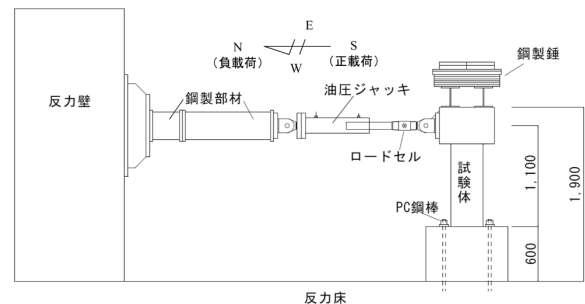 E
N
S
（負載荷）
（正載荷）
W
鋼製錘
油圧ジャッキ
鋼製部材
反力壁
ロードセル
試験体
1,100
1,900
PC鋼棒
600
反力床